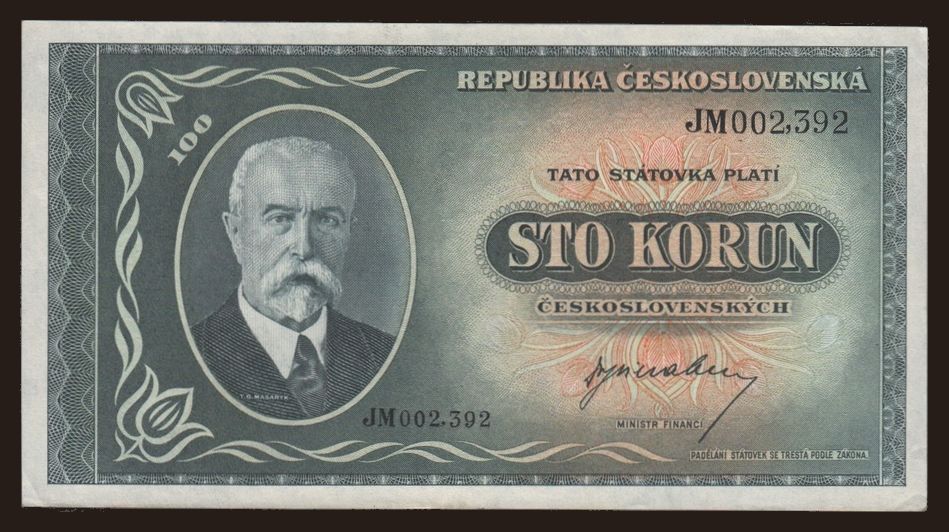 REPUBLIKA ČESKOSLOVENSKÁ
JM002,392
100
TATO STÁTOVKA PLATÍ
STO KORUN
ČESKOSLOVENSKÝCH
T. G. MASARYK
JM002,392
MINISTR FINANCÍ
PADĚLÁNÍ STÁTOVEK SE TRESTÁ PODLE ZÁKONA.